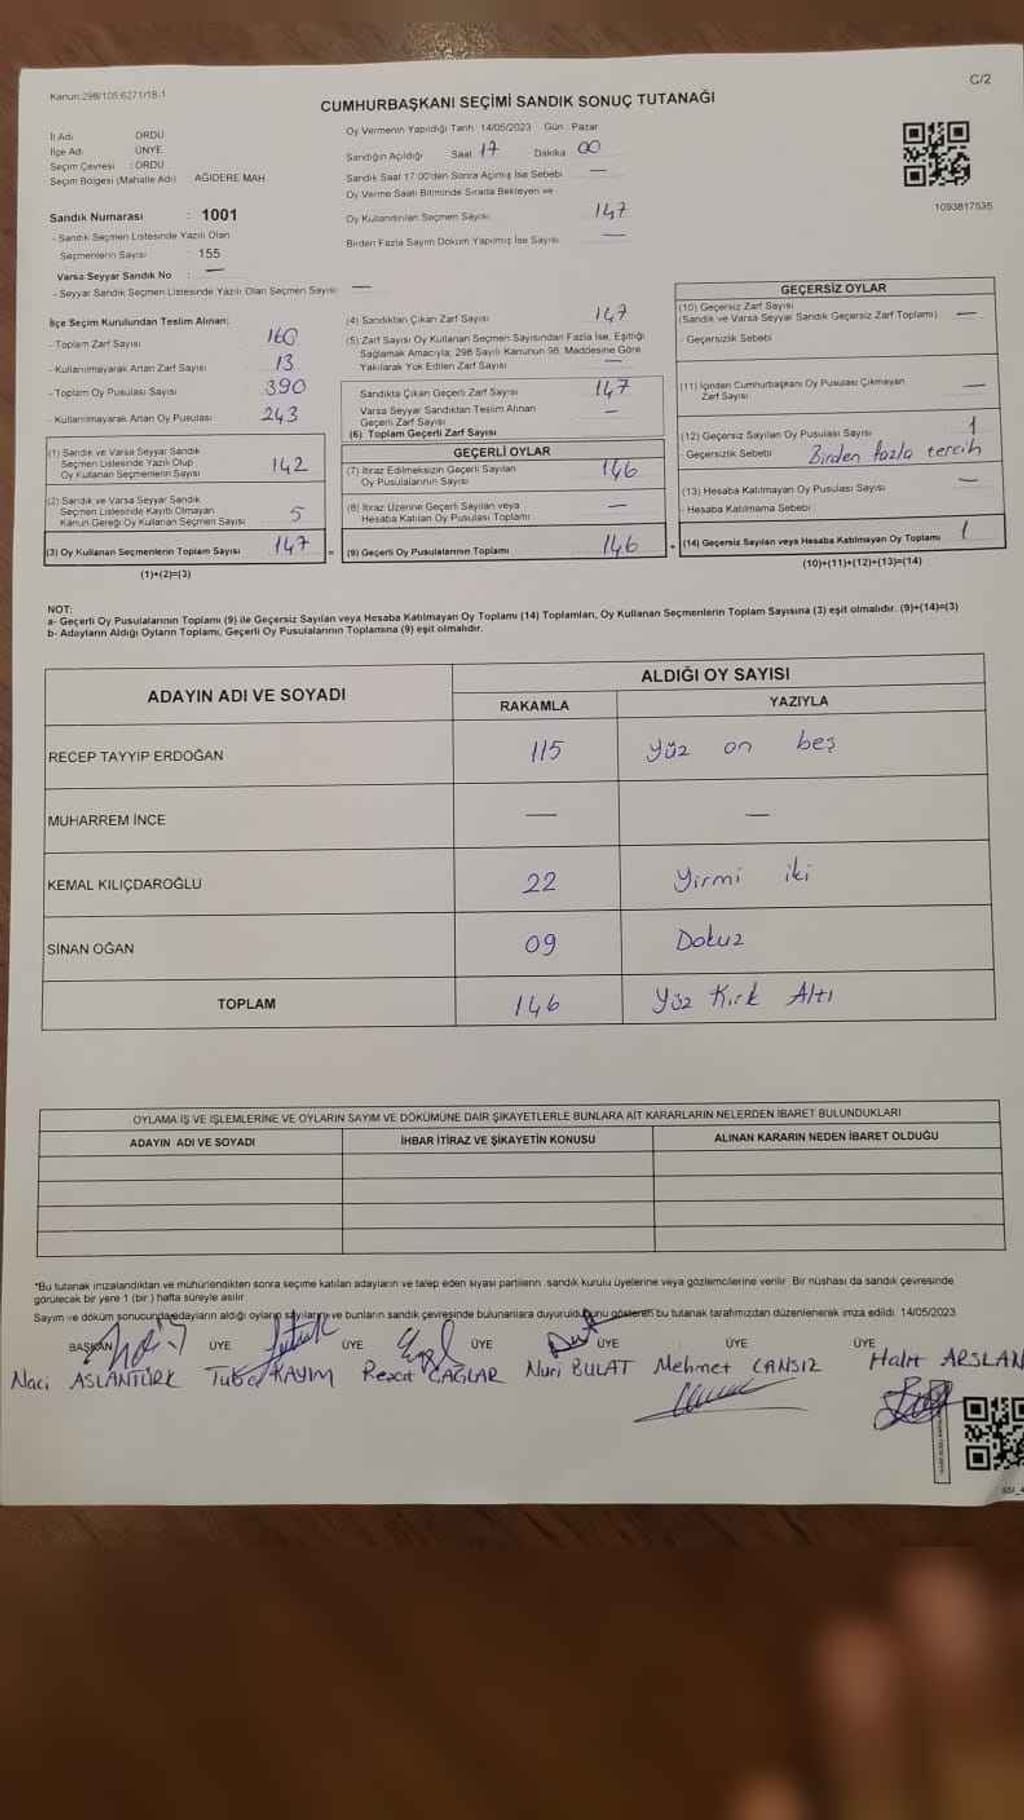 Kanun:298/105;6271/18-1
C/2
CUMHURBAŞKANI SEÇİMİ SANDIK SONUÇ TUTANAĞI
İl Adı ORDU
İlçe Adı ÜNYE
Seçim Çevresi : ORDU
Seçim Bölgesi (Mahalle Adı) AĞIDERE MAH
Sandık Numarası : 1001
- Sandık Seçmen Listesinde Yazılı Olan
Seçmenlerin Sayısı 155
Varsa Seyyar Sandık No : —
- Seyyar Sandık Seçmen Listesinde Yazılı Olan Seçmen Sayısı —
Oy Vermenin Yapıldığı Tarih: 14/05/2023 Gün : Pazar
Sandığın Açıldığı Saat 17 Dakika 00
Sandık Saat 17:00'den Sonra Açılmış İse Sebebi —
Oy Verme Saati Bitiminde Sırada Bekleyen ve
Oy Kullandırılan Seçmen Sayısı 147
Birden Fazla Sayım Döküm Yapılmış İse Sayısı —
1093817535
İlçe Seçim Kurulundan Teslim Alınan;
- Toplam Zarf Sayısı 160
- Kullanılmayarak Artan Zarf Sayısı 13
- Toplam Oy Pusulası Sayısı 390
- Kullanılmayarak Artan Oy Pusulası 243
(1) Sandık ve Varsa Seyyar Sandık
Seçmen Listesinde Yazılı Olup
Oy Kullanan Seçmenlerin Sayısı 142
(2) Sandık ve Varsa Seyyar Sandık
Seçmen Listesinde Kayıtlı Olmayan
Kanun Gereği Oy Kullanan Seçmen Sayısı 5
(3) Oy Kullanan Seçmenlerin Toplam Sayısı 147
(1)+(2)=(3)
(4) Sandıktan Çıkan Zarf Sayısı 147
(5) Zarf Sayısı Oy Kullanan Seçmen Sayısından Fazla İse, Eşitliği
Sağlamak Amacıyla; 298 Sayılı Kanunun 98. Maddesine Göre
Yakılarak Yok Edilen Zarf Sayısı —
Sandıkta Çıkan Geçerli Zarf Sayısı 147
Varsa Seyyar Sandıktan Teslim Alınan
Geçerli Zarf Sayısı —
(6) Toplam Geçerli Zarf Sayısı
GEÇERLİ OYLAR
(7) İtiraz Edilmeksizin Geçerli Sayılan
Oy Pusulalarının Sayısı 146
(8) İtiraz Üzerine Geçerli Sayılan veya
Hesaba Katılan Oy Pusulası Toplamı —
= (9) Geçerli Oy Pusulalarının Toplamı 146
GEÇERSİZ OYLAR
(10) Geçersiz Zarf Sayısı
(Sandık ve Varsa Seyyar Sandık Geçersiz Zarf Toplamı) —
- Geçersizlik Sebebi
(11) İçinden Cumhurbaşkanı Oy Pusulası Çıkmayan
Zarf Sayısı —
(12) Geçersiz Sayılan Oy Pusulası Sayısı 1
Geçersizlik Sebebi Birden fazla tercih
(13) Hesaba Katılmayan Oy Pusulası Sayısı —
- Hesaba Katılmama Sebebi
+ (14) Geçersiz Sayılan veya Hesaba Katılmayan Oy Toplamı 1
(10)+(11)+(12)+(13)=(14)
NOT:
a- Geçerli Oy Pusulalarının Toplamı (9) ile Geçersiz Sayılan veya Hesaba Katılmayan Oy Toplamı (14) Toplamları, Oy Kullanan Seçmenlerin Toplam Sayısına (3) eşit olmalıdır. (9)+(14)=(3)
b- Adayların Aldığı Oyların Toplamı, Geçerli Oy Pusulalarının Toplamına (9) eşit olmalıdır.
ADAYIN ADI VE SOYADI ALDIĞI OY SAYISI
RAKAMLA YAZIYLA
RECEP TAYYİP ERDOĞAN 115 Yüz on beş
MUHARREM İNCE — —
KEMAL KILIÇDAROĞLU 22 Yirmi iki
SİNAN OĞAN 09 Dokuz
TOPLAM 146 Yüz Kırk Altı
OYLAMA İŞ VE İŞLEMLERİNE VE OYLARIN SAYIM VE DÖKÜMÜNE DAİR ŞİKAYETLERLE BUNLARA AİT KARARLARIN NELERDEN İBARET BULUNDUKLARI
ADAYIN ADI VE SOYADI İHBAR İTİRAZ VE ŞİKAYETİN KONUSU ALINAN KARARIN NEDEN İBARET OLDUĞU
*Bu tutanak imzalandıktan ve mühürlendikten sonra seçime katılan adayların ve talep eden siyasi partilerin sandık kurulu üyelerine veya gözlemcilerine verilir. Bir nüshası da sandık çevresinde
görülecek bir yere 1 (bir ) hafta süreyle asılır.
Sayım ve döküm sonucunda adayların aldığı oyların sayılarını ve bunların sandık çevresinde bulunanlara duyurulduğunu gösteren bu tutanak tarafımızdan düzenlenerek imza edildi. 14/05/2023
BAŞKAN ÜYE ÜYE ÜYE ÜYE ÜYE ÜYE
Naci ASLANTÜRK Tuba KAYIM ÇAĞLAR Nuri BULAT Mehmet CANSIZ Halit ARSLAN